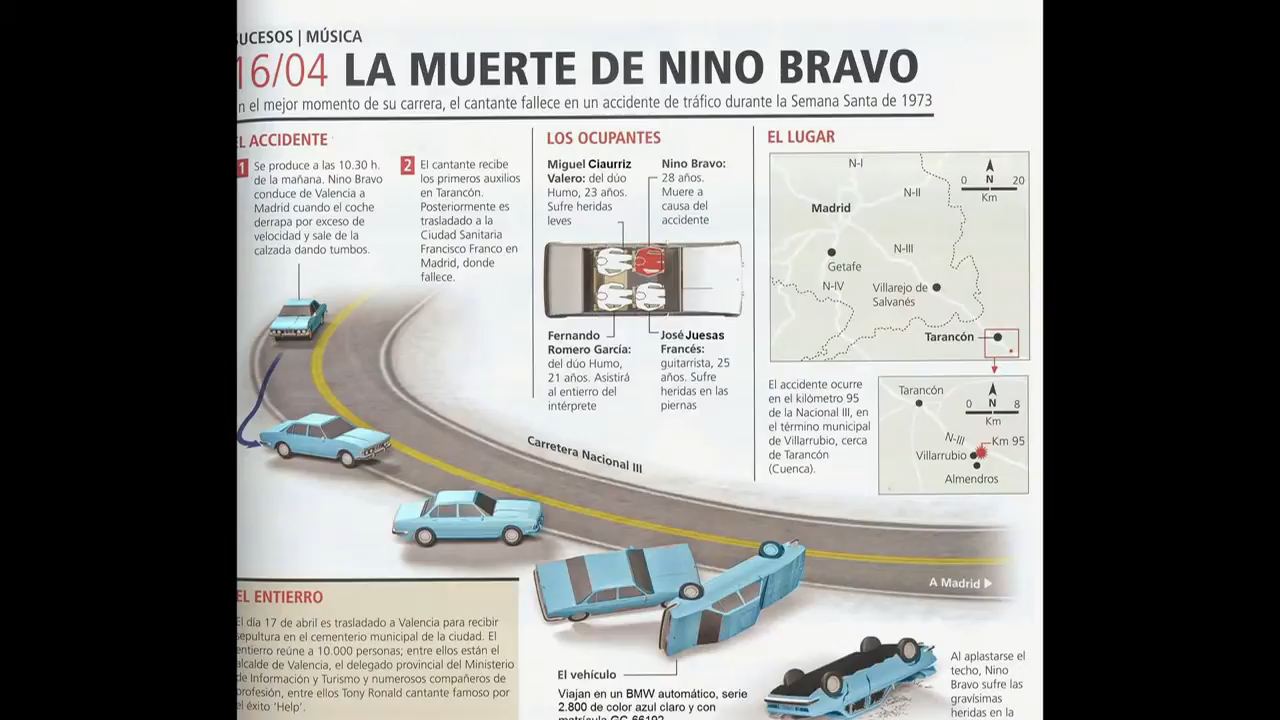 UCESOS | MÚSICA
16/04 LA MUERTE DE NINO BRAVO
n el mejor momento de su carrera, el cantante fallece en un accidente de tráfico durante la Semana Santa de 1973
L ACCIDENTE
1 Se produce a las 10.30 h.
de la mañana. Nino Bravo
conduce de Valencia a
Madrid cuando el coche
derrapa por exceso de
velocidad y sale de la
calzada dando tumbos.
2 El cantante recibe
los primeros auxilios
en Tarancón.
Posteriormente es
trasladado a la
Ciudad Sanitaria
Francisco Franco en
Madrid, donde
fallece.
LOS OCUPANTES
Miguel Ciaurriz
Valero: del dúo
Humo, 23 años.
Sufre heridas
leves
Nino Bravo:
28 años.
Muere a
causa del
accidente
Fernando
Romero García:
del dúo Humo,
21 años. Asistirá
al entierro del
intérprete
José Juesas
Francés:
guitarrista, 25
años. Sufre
heridas en las
piernas
EL LUGAR
N-I
N-II
Madrid
N-III
Getafe
N-IV
Villarejo de
Salvanés
Tarancón
0 N 20
Km
El accidente ocurre
en el kilómetro 95
de la Nacional III, en
el término municipal
de Villarrubio, cerca
de Tarancón
(Cuenca).
Tarancón
0 N 8
Km
N-III
Km 95
Villarrubio
Almendros
Carretera Nacional III
A Madrid
EL ENTIERRO
El día 17 de abril es trasladado a Valencia para recibir
sepultura en el cementerio municipal de la ciudad. El
entierro reúne a 10.000 personas; entre ellos están el
alcalde de Valencia, el delegado provincial del Ministerio
de Información y Turismo y numerosos compañeros de
profesión, entre ellos Tony Ronald cantante famoso por
el éxito 'Help'.
El vehículo
Viajan en un BMW automático, serie
2.800 de color azul claro y con
matrícula GC-66192
Al aplastarse el
techo, Nino
Bravo sufre las
gravísimas
heridas en la